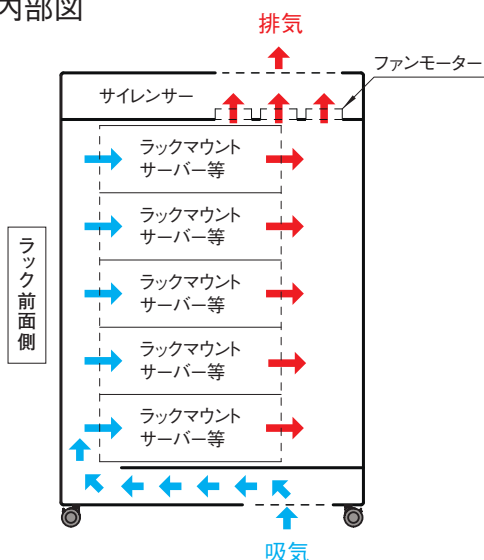 内部図
排気
ファンモーター
サイレンサー
ラックマウント
サーバー等
ラックマウント
サーバー等
ラックマウント
サーバー等
ラックマウント
サーバー等
ラックマウント
サーバー等
ラック前面側
吸気